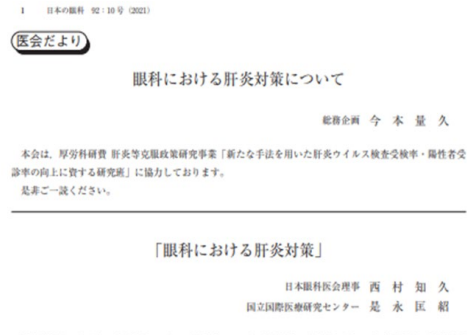 1 日本の眼科 92:10号(2021)
医会だより
眼科における肝炎対策について
総務企画 今本量久
本会は、厚労科研費 肝炎等克服政策研究事業「新たな手法を用いた肝炎ウイルス検査受検率・陽性者受
診率の向上に資する研究班」に協力しております。
是非ご一読ください。
「眼科における肝炎対策」
日本眼科医会理事 西村知久
国立国際医療研究センター 是永匡紹